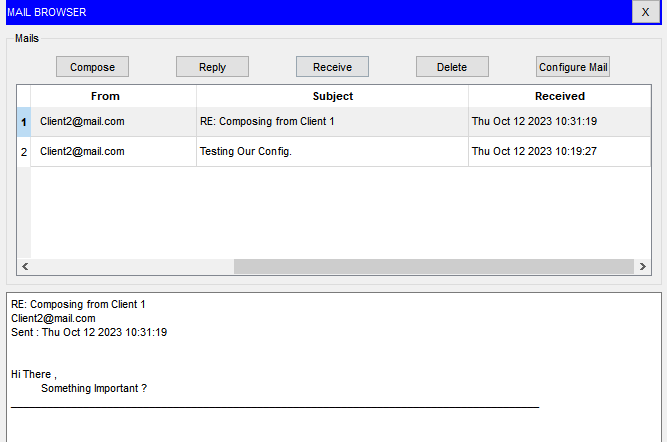 MAIL BROWSER X
Mails
Compose Reply Receive Delete Configure Mail
From Subject Received
1 Client2@mail.com RE: Composing from Client 1 Thu Oct 12 2023 10:31:19
2 Client2@mail.com Testing Our Config. Thu Oct 12 2023 10:19:27
RE: Composing from Client 1
Client2@mail.com
Sent : Thu Oct 12 2023 10:31:19
Hi There ,
Something Important ?